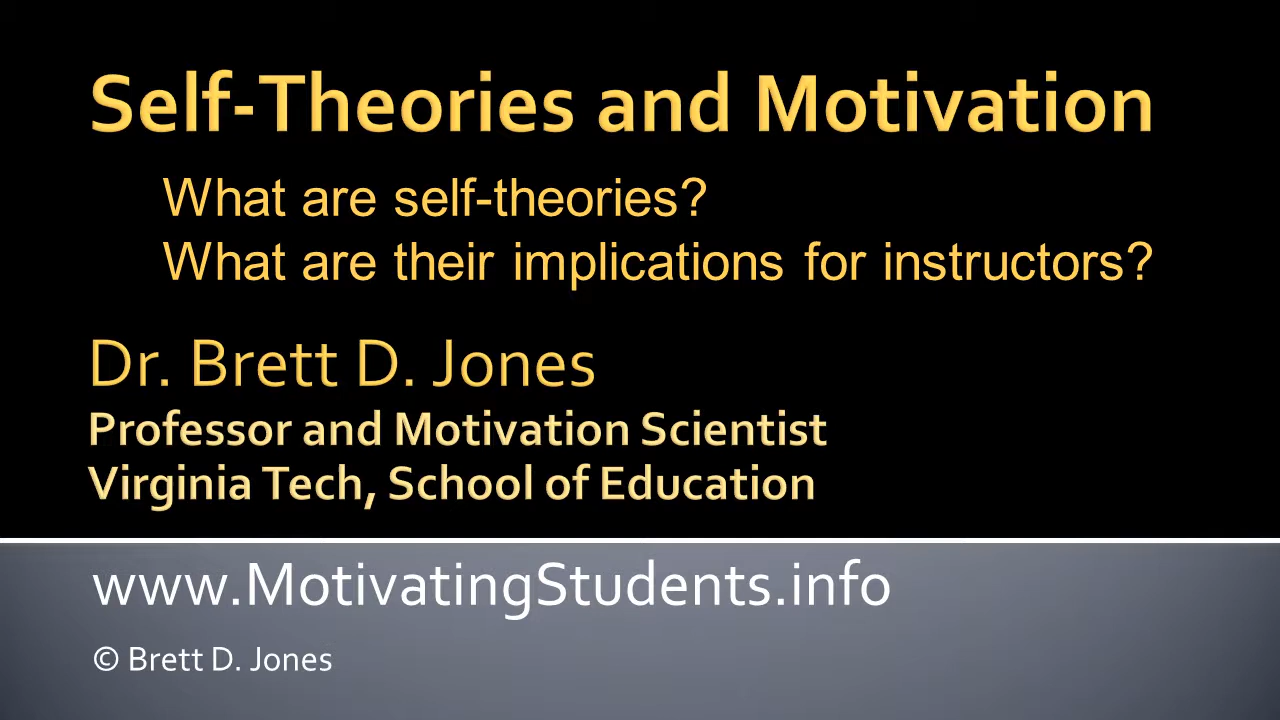 Self-Theories and Motivation
What are self-theories?
What are their implications for instructors?
Dr. Brett D. Jones
Professor and Motivation Scientist
Virginia Tech, School of Education
www.MotivatingStudents.info
© Brett D. Jones